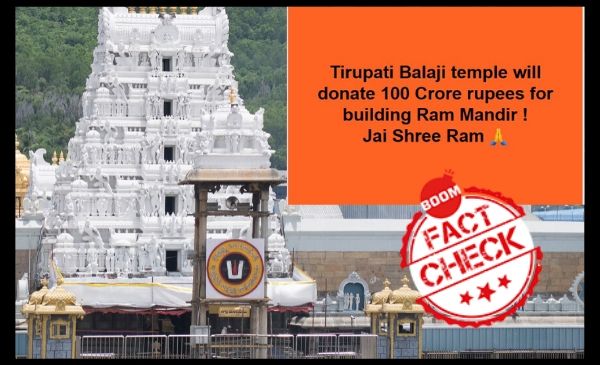 Tirupati Balaji temple will
donate 100 Crore rupees for
building Ram Mandir !
Jai Shree Ram 🙏
BOOM
FACT
CHECK